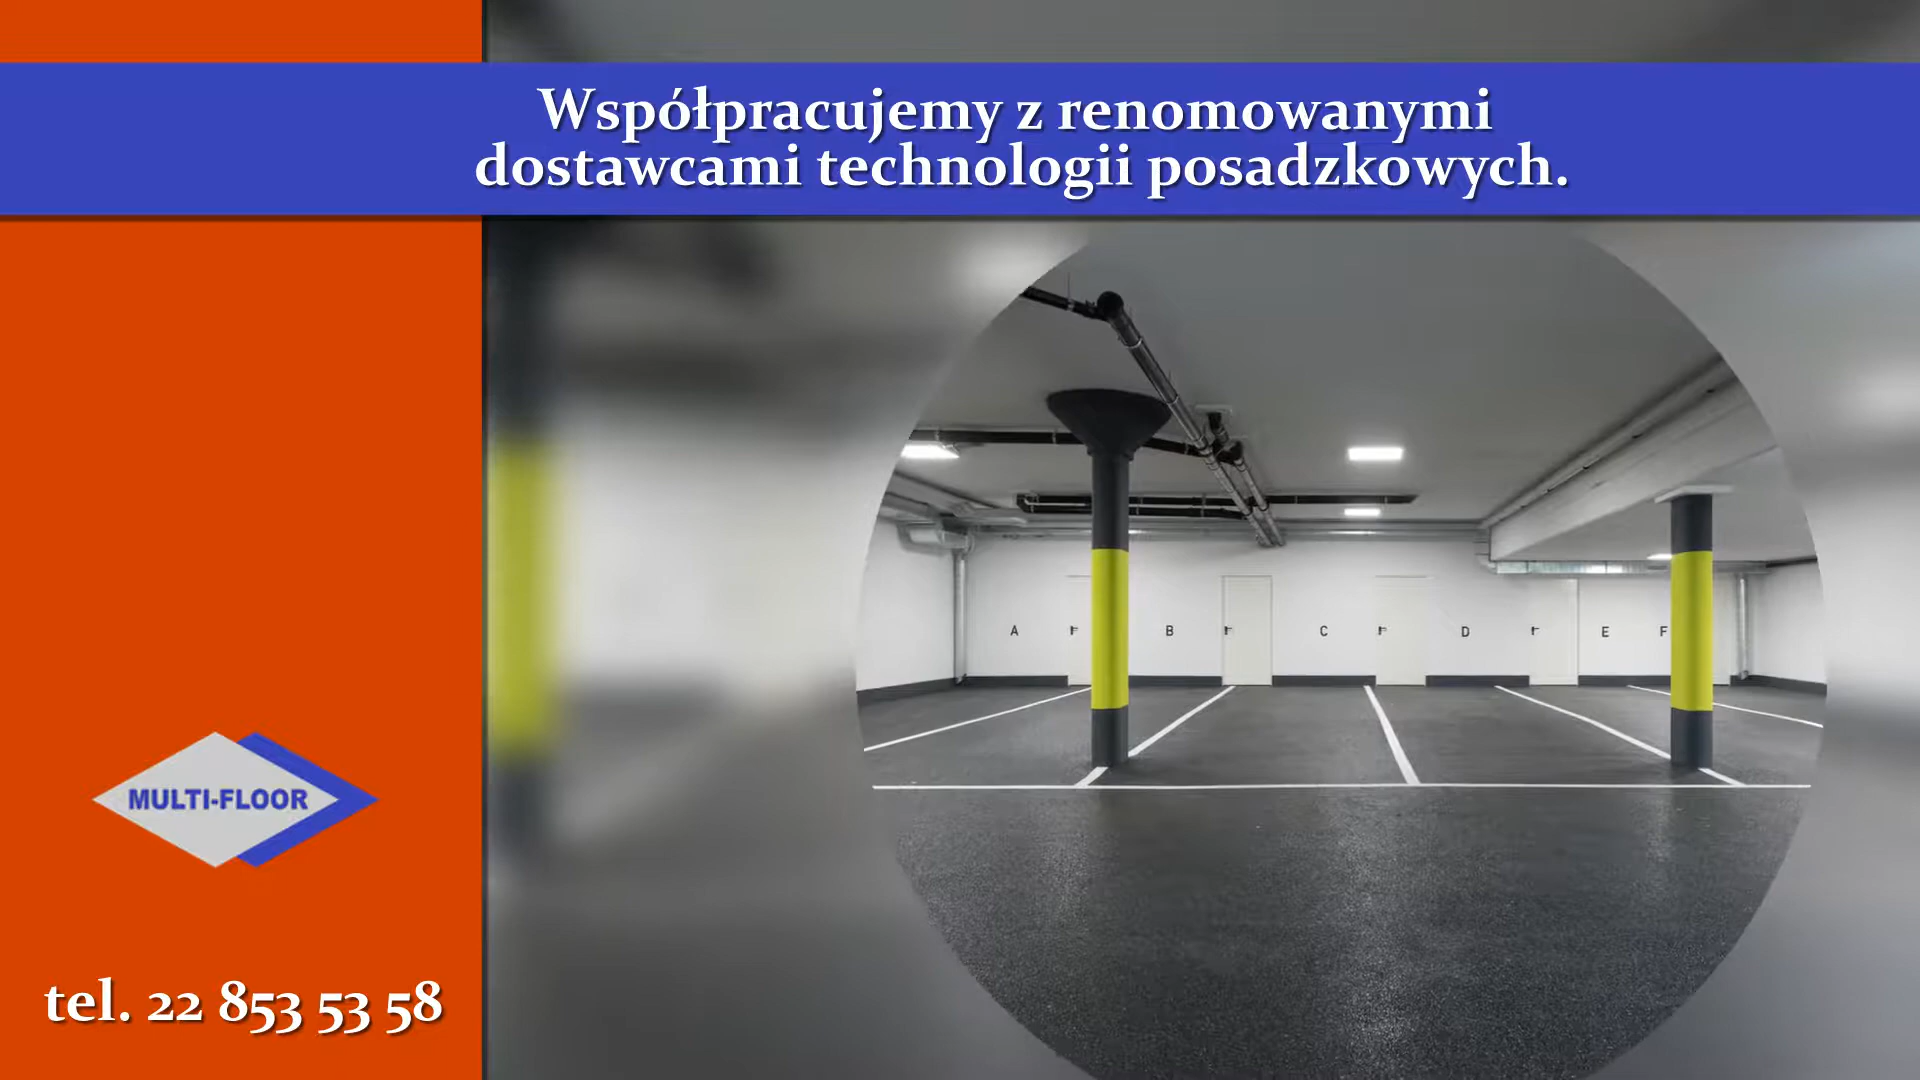 Współpracujemy z renomowanymi
dostawcami technologii posadzkowych.
A B C D E F
MULTI-FLOOR
tel. 22 853 53 58